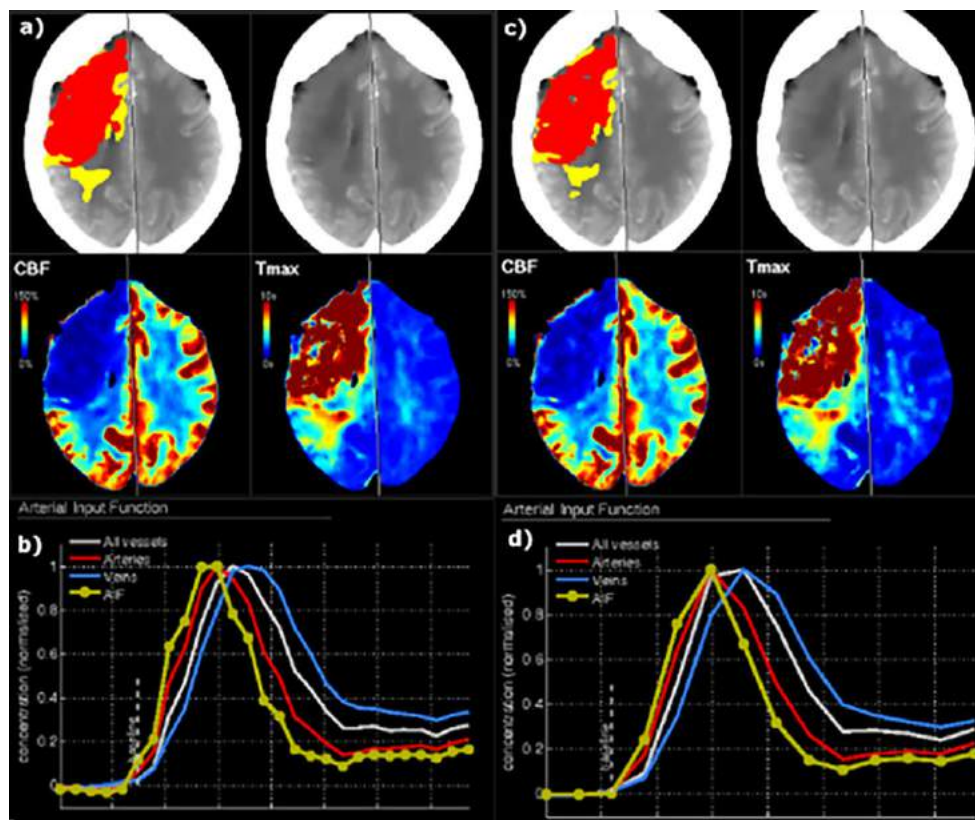 a)
CBF
150%
0%
Tmax
10s
0s
Arterial Input Function
b)
All vessels
Arteries
Veins
AIF
concentration (normalised)
1
0.8
0.6
0.4
0.2
0
c)
CBF
150%
0%
Tmax
10s
0s
Arterial Input Function
d)
All vessels
Arteries
Veins
AIF
concentration (normalised)
1
0.8
0.6
0.4
0.2
0